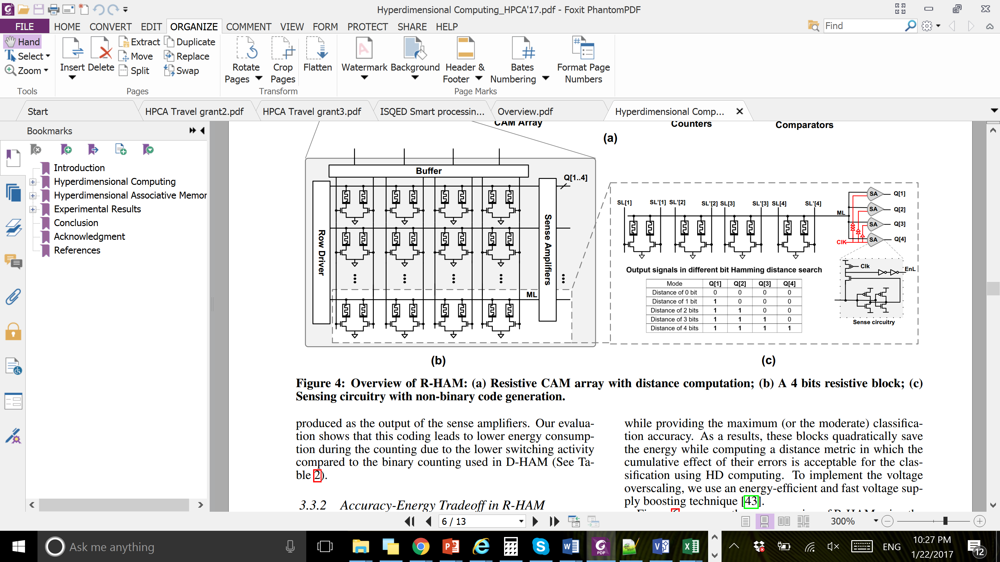 Hyperdimensional Computing_HPCA'17.pdf - Foxit PhantomPDF
FILE HOME CONVERT EDIT ORGANIZE COMMENT VIEW FORM PROTECT SHARE HELP
Find
Hand
Select
Zoom
Tools
Insert
Delete
Extract
Move
Split
Duplicate
Replace
Swap
Pages
Rotate
Pages
Crop
Pages
Flatten
Transform
Watermark
Background
Header &
Footer
Bates
Numbering
Format Page
Numbers
Page Marks
Start
HPCA Travel grant2.pdf
HPCA Travel grant3.pdf
ISQED Smart processin...
Overview.pdf
Hyperdimensional Comp...
Bookmarks
Introduction
Hyperdimensional Computing
Hyperdimensional Associative Memor
Experimental Results
Conclusion
Acknowledgment
References
CAM Array
Counters
Comparators
(a)
Buffer
Row Driver
Sense Amplifiers
Q[1..4]
ML
(b)
SL[1] SL'[1] SL'[2] SL'[2] SL[3] SL'[3] SL[4] SL'[4]
ML
SA Q[1]
SA Q[2]
SA Q[3]
SA Q[4]
ClK
Clk
EnL
Sense circuitry
Output signals in different bit Hamming distance search
Mode Q[1] Q[2] Q[3] Q[4]
Distance of 0 bit 0 0 0 0
Distance of 1 bit 1 0 0 0
Distance of 2 bits 1 1 0 0
Distance of 3 bits 1 1 1 0
Distance of 4 bits 1 1 1 1
(c)
Figure 4: Overview of R-HAM: (a) Resistive CAM array with distance computation; (b) A 4 bits resistive block; (c)
Sensing circuitry with non-binary code generation.
produced as the output of the sense amplifiers. Our evalua-
tion shows that this coding leads to lower energy consump-
tion during the counting due to the lower switching activity
compared to the binary counting used in D-HAM (See Ta-
ble 2).
3.3.2 Accuracy-Energy Tradeoff in R-HAM
while providing the maximum (or the moderate) classifica-
tion accuracy. As a results, these blocks quadratically save
the energy while computing a distance metric in which the
cumulative effect of their errors is acceptable for the clas-
sification using HD computing. To implement the voltage
overscaling, we use an energy-efficient and fast voltage sup-
ply boosting technique [43].
6 / 13
300%
Ask me anything
ENG
10:27 PM
1/22/2017
12